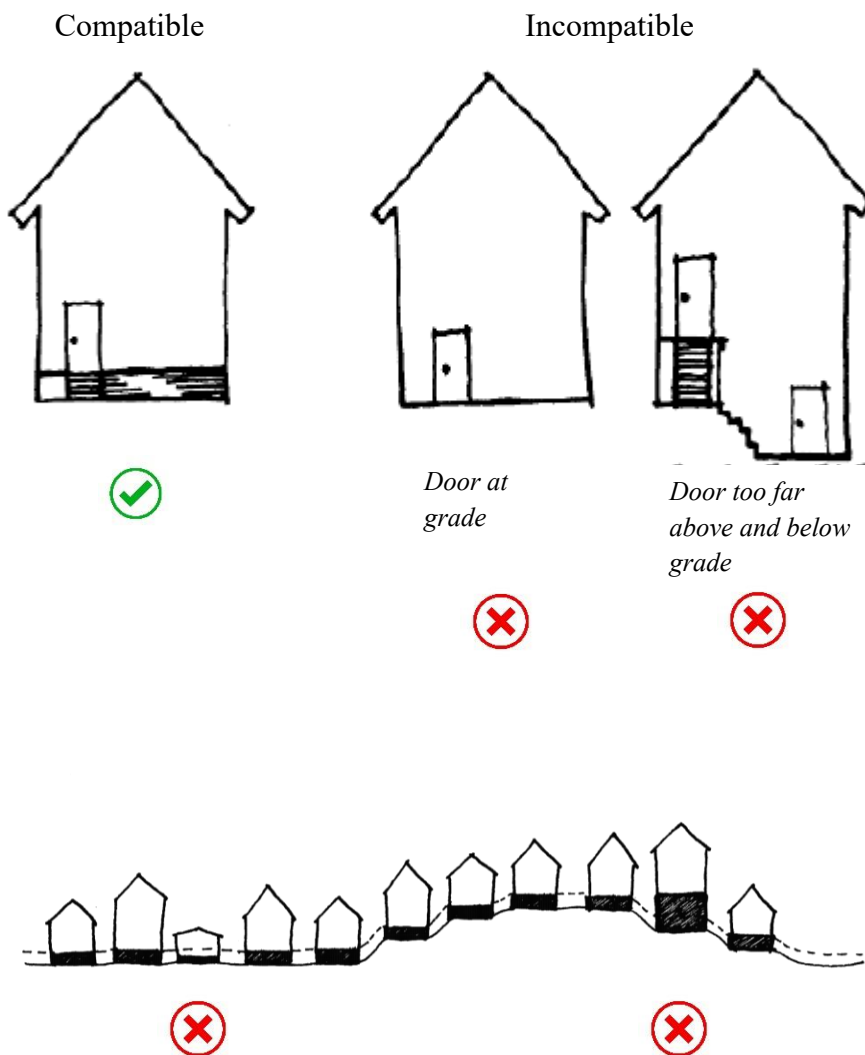 Compatible
Incompatible
Door at
grade
Door too far
above and below
grade